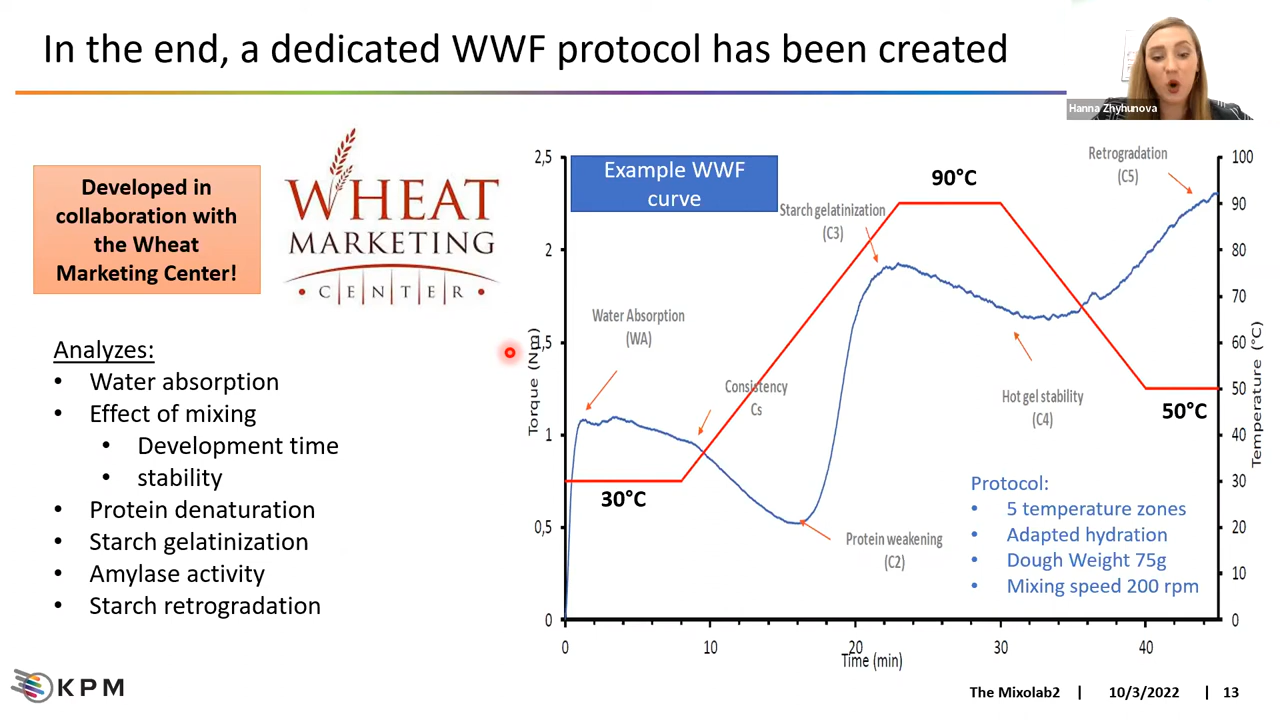 In the end, a dedicated WWF protocol has been created
Hanna Zhyhunova
Developed in
collaboration with
the Wheat
Marketing Center!
WHEAT
MARKETING
CENTER
Analyzes:
• Water absorption
• Effect of mixing
• Development time
• stability
• Protein denaturation
• Starch gelatinization
• Amylase activity
• Starch retrogradation
Example WWF
curve
2,5
2
1,5
1
0,5
0
Torque (Nm)
0
10
20
30
40
Time (min)
100
90
80
70
60
50
40
30
20
10
0
Temperature (°C)
Water Absorption
(WA)
Consistency
Cs
Starch gelatinization
(C3)
90°C
Retrogradation
(C5)
Hot gel stability
(C4)
50°C
30°C
Protein weakening
(C2)
Protocol:
• 5 temperature zones
• Adapted hydration
• Dough Weight 75g
• Mixing speed 200 rpm
KPM
The Mixolab2 | 10/3/2022 | 13